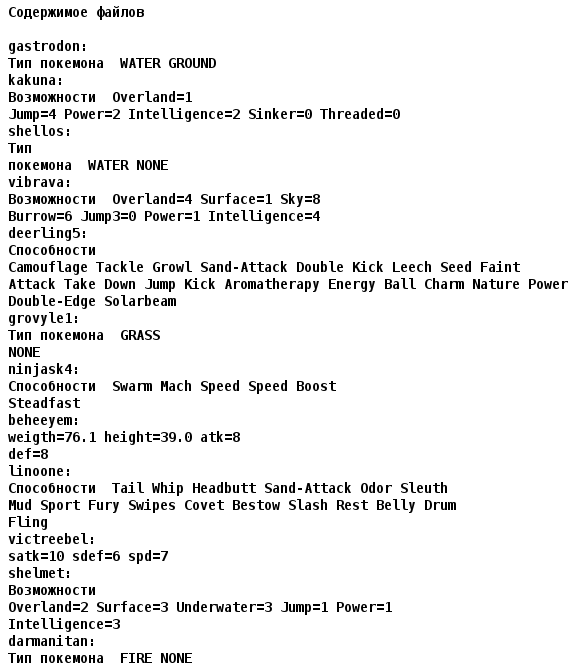 Содержимое файлов
gastrodon:
Тип покемона WATER GROUND
kakuna:
Возможности Overland=1
Jump=4 Power=2 Intelligence=2 Sinker=0 Threaded=0
shellos:
Тип
покемона WATER NONE
vibrava:
Возможности Overland=4 Surface=1 Sky=8
Burrow=6 Jump3=0 Power=1 Intelligence=4
deerling5:
Способности
Camouflage Tackle Growl Sand-Attack Double Kick Leech Seed Faint
Attack Take Down Jump Kick Aromatherapy Energy Ball Charm Nature Power
Double-Edge Solarbeam
grovyle1:
Тип покемона GRASS
NONE
ninjask4:
Способности Swarm Mach Speed Speed Boost
Steadfast
beheeyem:
weigth=76.1 height=39.0 atk=8
def=8
linoone:
Способности Tail Whip Headbutt Sand-Attack Odor Sleuth
Mud Sport Fury Swipes Covet Bestow Slash Rest Belly Drum
Fling
victreebel:
satk=10 sdef=6 spd=7
shelmet:
Возможности
Overland=2 Surface=3 Underwater=3 Jump=1 Power=1
Intelligence=3
darmanitan:
Тип покемона FIRE NONE